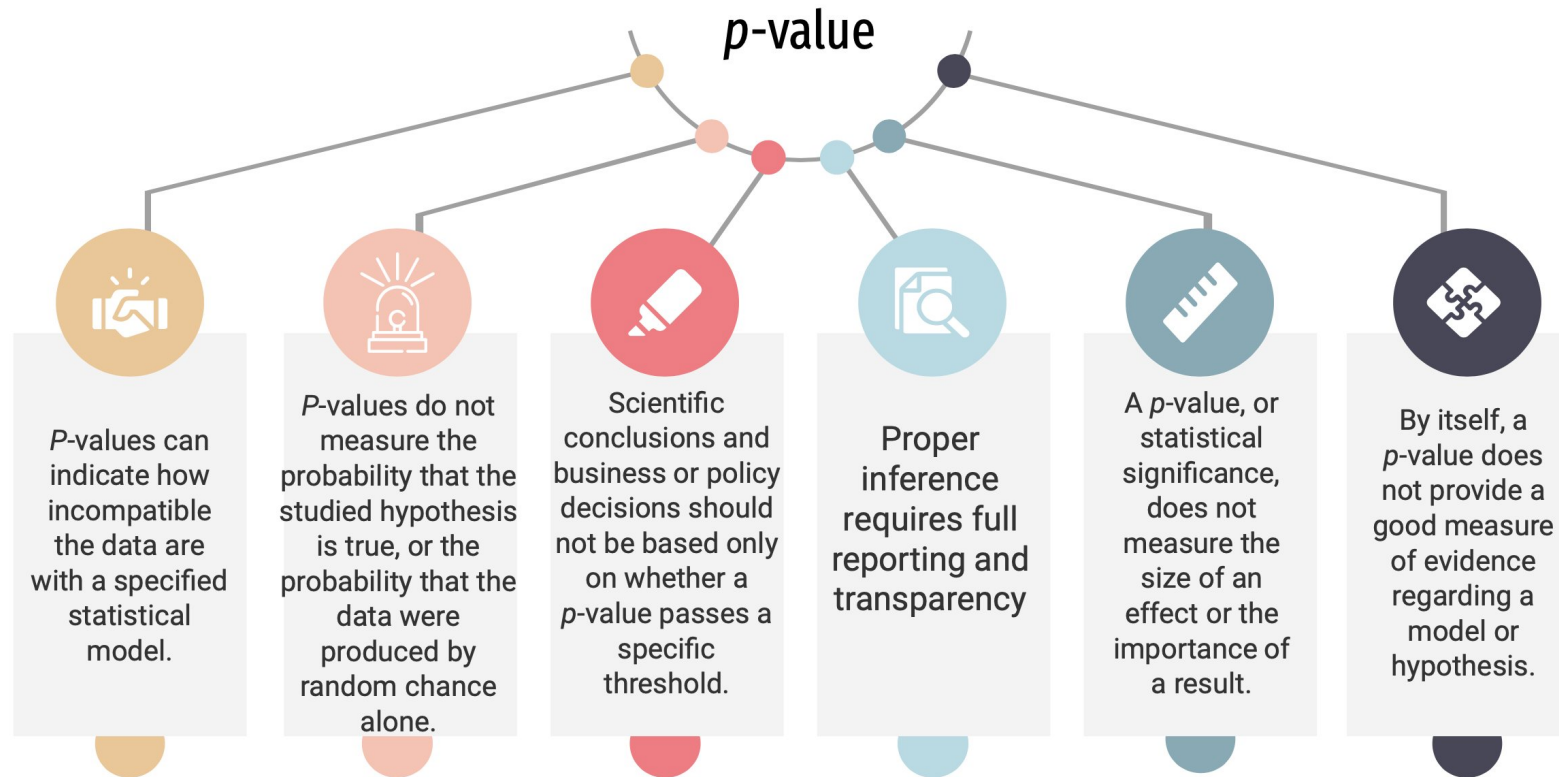 p-value
P-values can
indicate how
incompatible
the data are
with a specified
statistical
model.
P-values do not
measure the
probability that the
studied hypothesis
is true, or the
probability that the
data were
produced by
random chance
alone.
Scientific
conclusions and
business or policy
decisions should
not be based only
on whether a
p-value passes a
specific
threshold.
Proper
inference
requires full
reporting and
transparency
A p-value, or
statistical
significance,
does not
measure the
size of an
effect or the
importance of
a result.
By itself, a
p-value does
not provide a
good measure
of evidence
regarding a
model or
hypothesis.